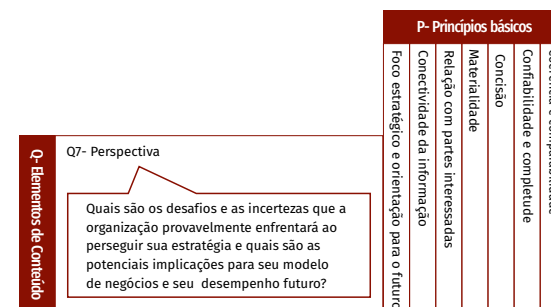 P- Princípios básicos
Foco estratégico e orientação para o futuro
Conectividade da informação
Relação com partes interessadas
Materialidade
Concisão
Confiabilidade e completude
Q- Elementos de Conteúdo
Q7- Perspectiva
Quais são os desafios e as incertezas que a
organização provavelmente enfrentará ao
perseguir sua estratégia e quais são as
potenciais implicações para seu modelo
de negócios e seu desempenho futuro?